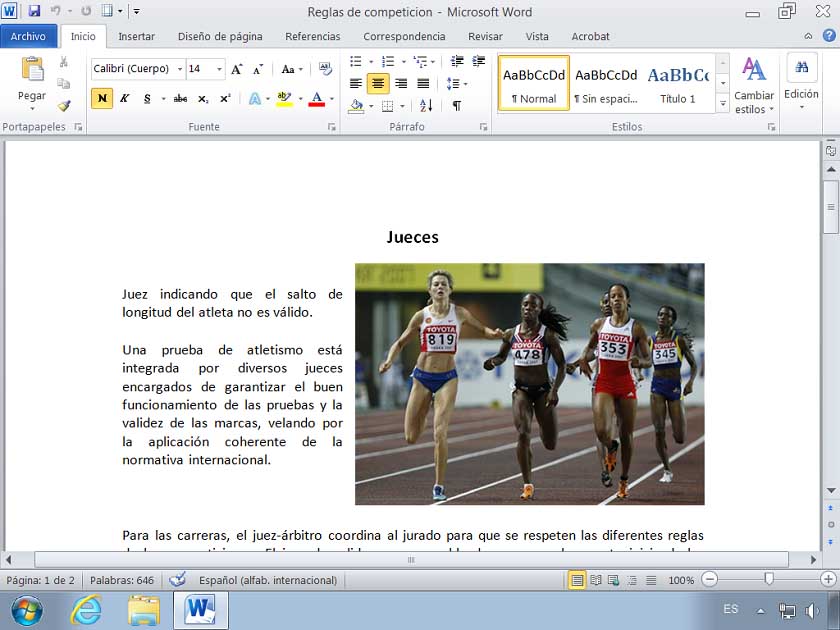 Reglas de competicion - Microsoft Word
Archivo Inicio Insertar Diseño de página Referencias Correspondencia Revisar Vista Acrobat
Calibri (Cuerpo) 14
Pegar
AaBbCcDd AaBbCcDd AaBbCc
¶ Normal ¶ Sin espaci... Título 1
Cambiar estilos
Edición
Portapapeles Fuente Párrafo Estilos
Jueces
Juez indicando que el salto de
longitud del atleta no es válido.
Una prueba de atletismo está
integrada por diversos jueces
encargados de garantizar el buen
funcionamiento de las pruebas y la
validez de las marcas, velando por
la aplicación coherente de la
normativa internacional.
TOYOTA
819
TOYOTA
478
TOYOTA
353
TOYOTA
345
Para las carreras, el juez-árbitro coordina al jurado para que se respeten las diferentes reglas
Página: 1 de 2 Palabras: 646 Español (alfab. internacional) 100%
ES